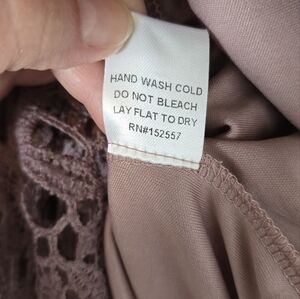 HAND WASH COLD
DO NOT BLEACH
LAY FLAT TO DRY
RN#152557